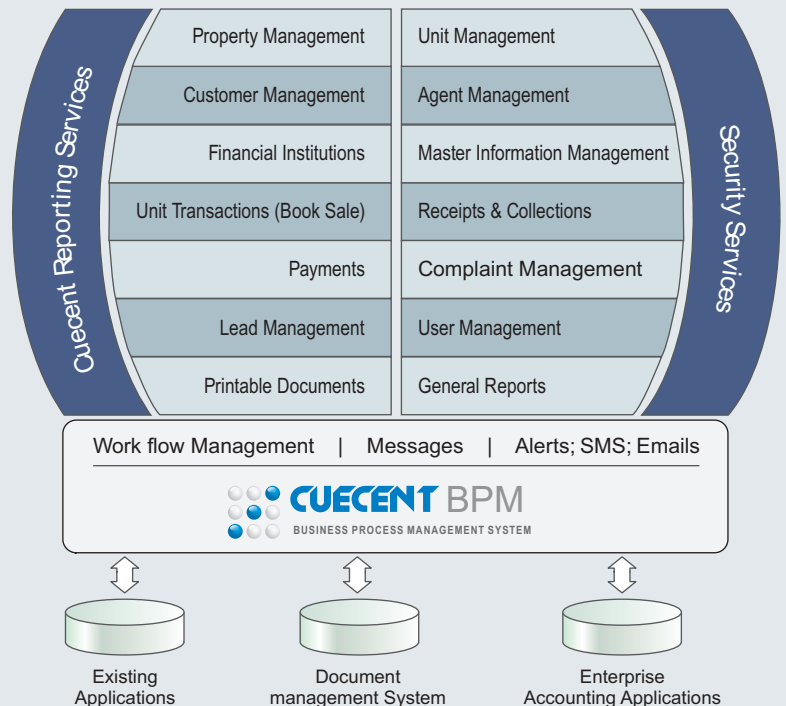 Cuecent Reporting Services
Property Management
Unit Management
Customer Management
Agent Management
Financial Institutions
Master Information Management
Unit Transactions (Book Sale)
Receipts & Collections
Payments
Complaint Management
Lead Management
User Management
Printable Documents
General Reports
Security Services
Work flow Management | Messages | Alerts; SMS; Emails
CUECENT BPM
BUSINESS PROCESS MANAGEMENT SYSTEM
Existing
Applications
Document
management System
Enterprise
Accounting Applications